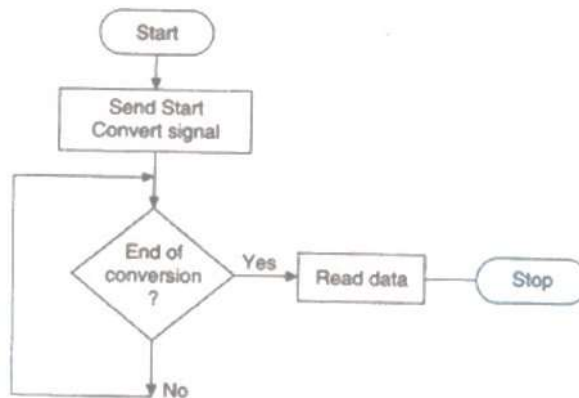 Start
Send Start
Convert signal
End of
conversion
?
Yes
Read data
Stop
No